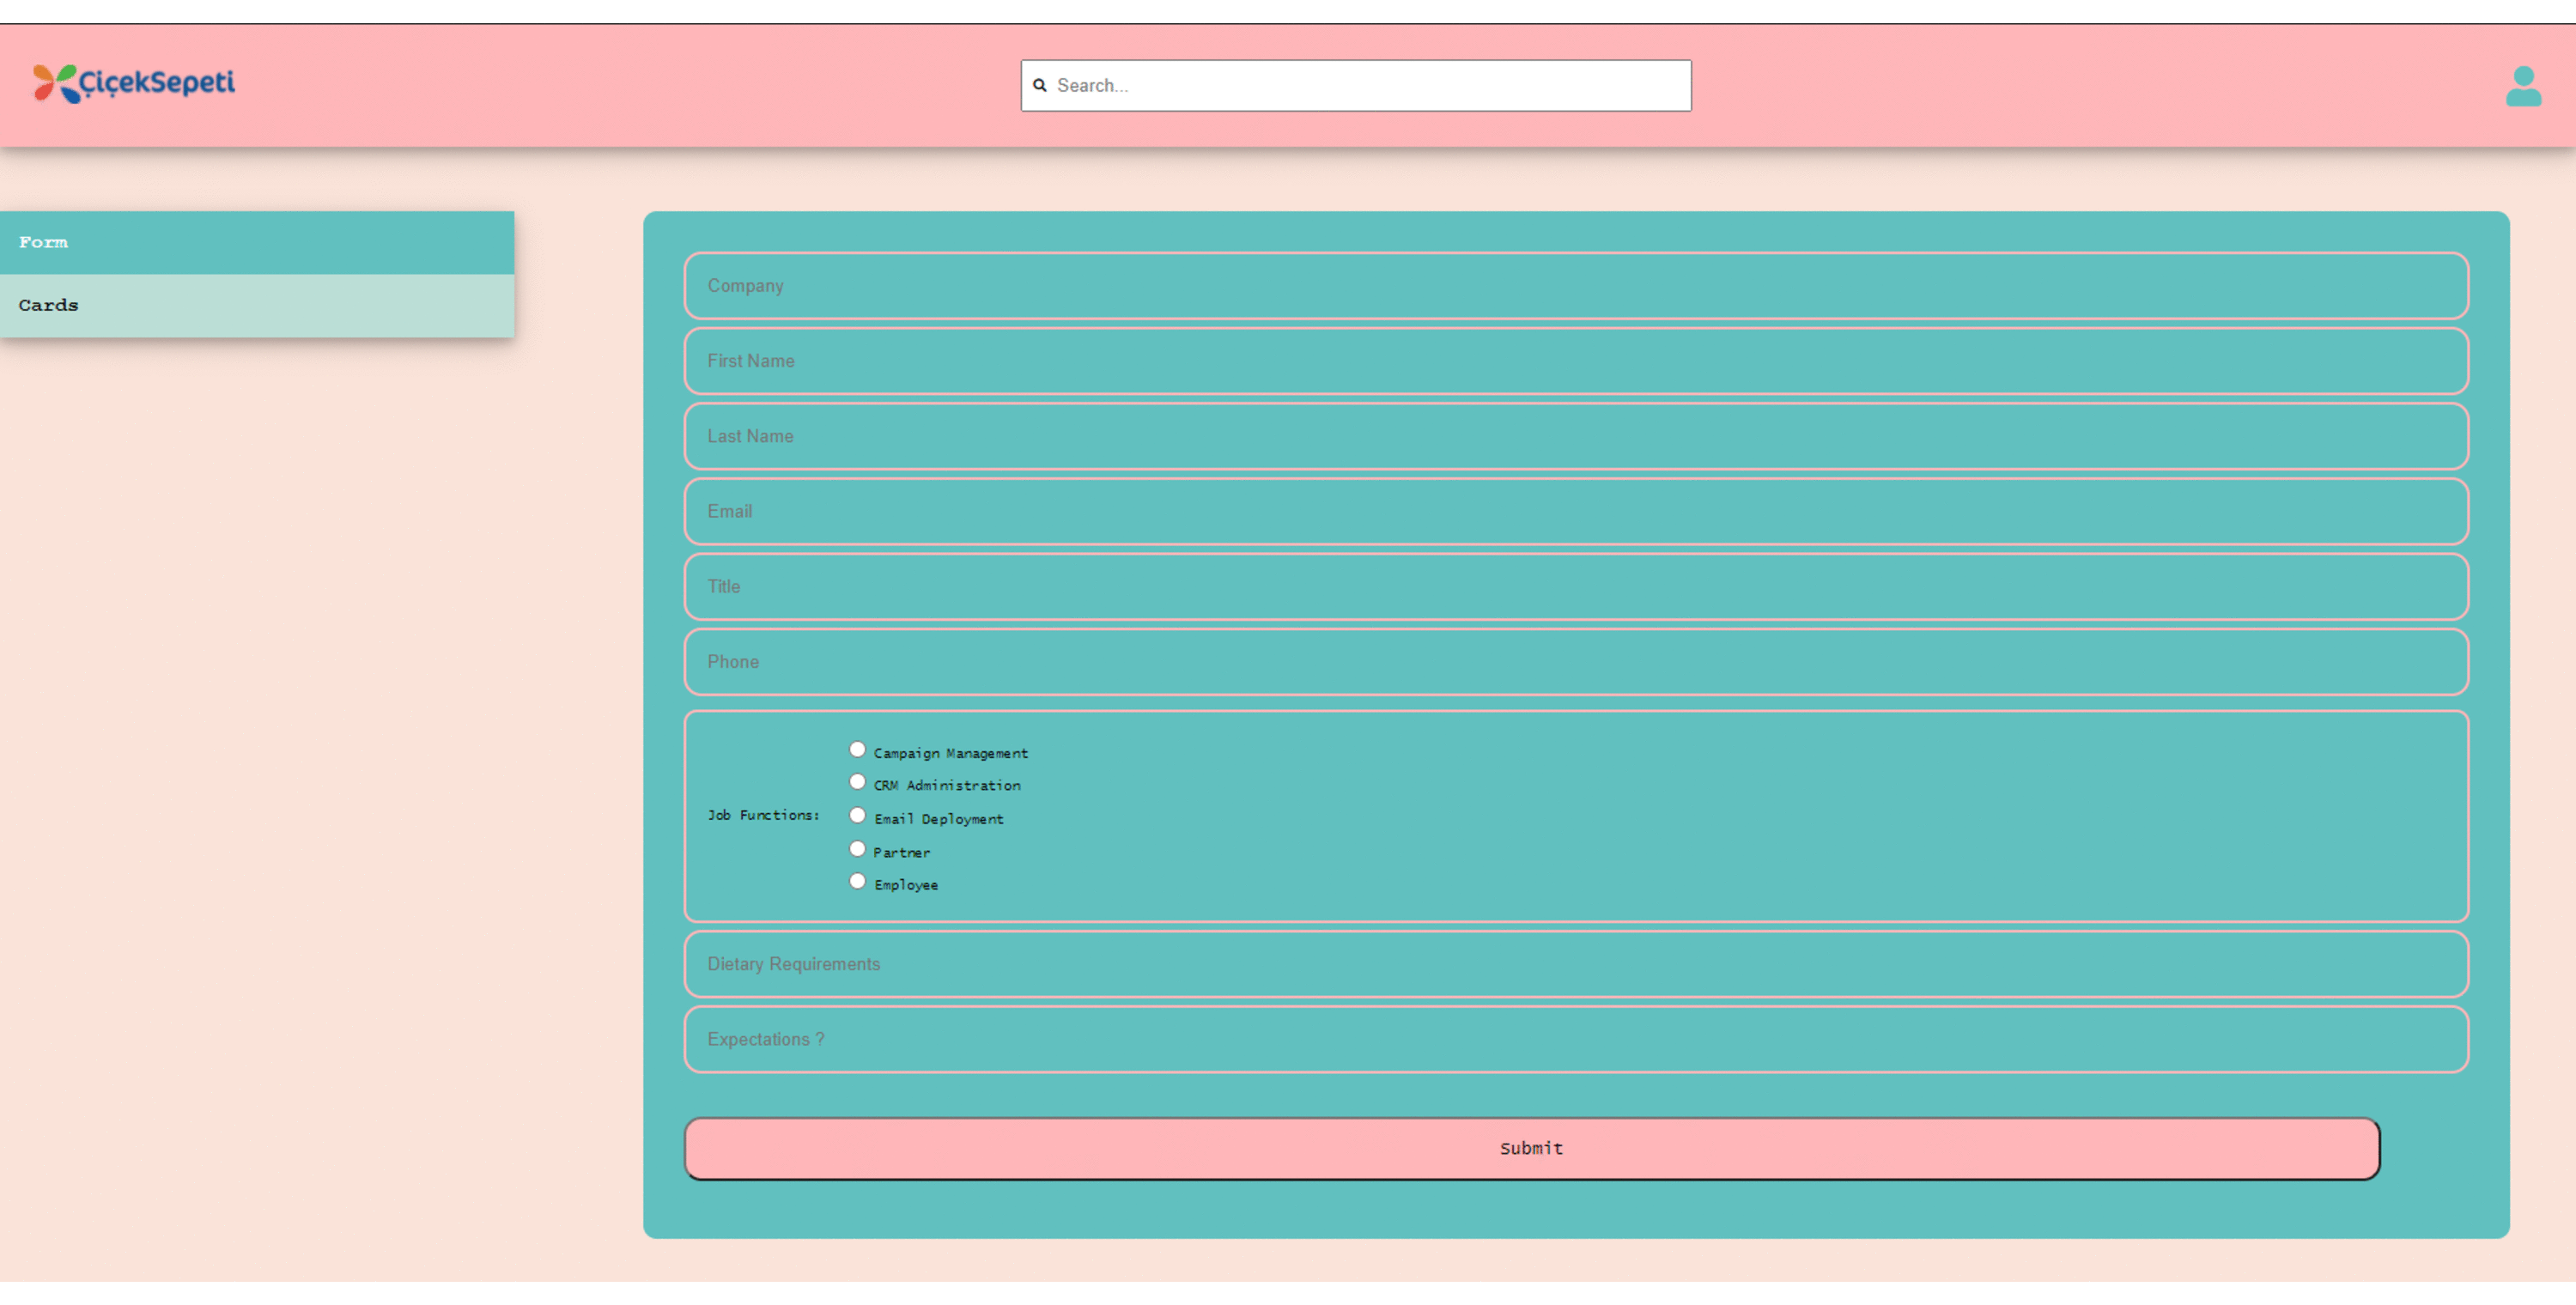 ÇiçekSepeti
Search...
Form
Cards
Company
First Name
Last Name
Email
Title
Phone
Job Functions:
Campaign Management
CRM Administration
Email Deployment
Partner
Employee
Dietary Requirements
Expectations ?
Submit